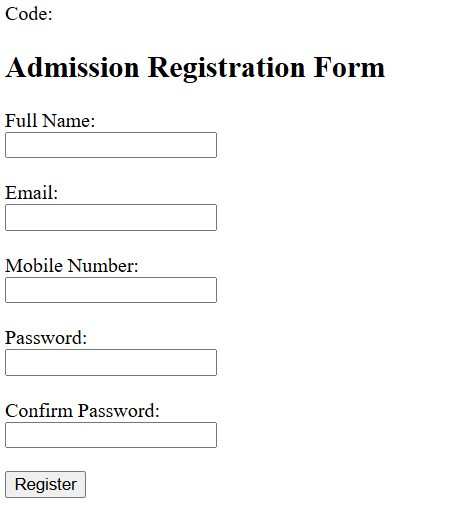 Code:
Admission Registration Form
Full Name:
Email:
Mobile Number:
Password:
Confirm Password:
Register